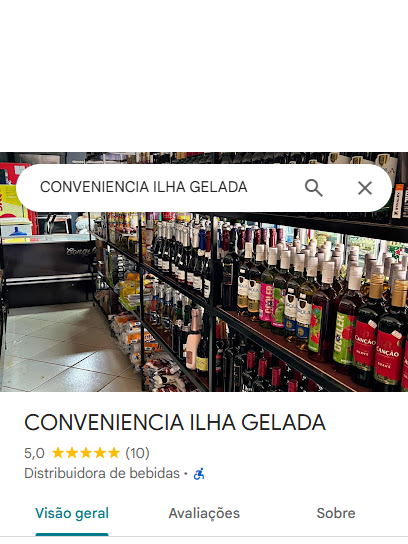 CONVENIENCIA ILHA GELADA
CANÇÃO
CANÇÃO
CONVENIENCIA ILHA GELADA
5,0 (10)
Distribuidora de bebidas ·
Visão geral
Avaliações
Sobre